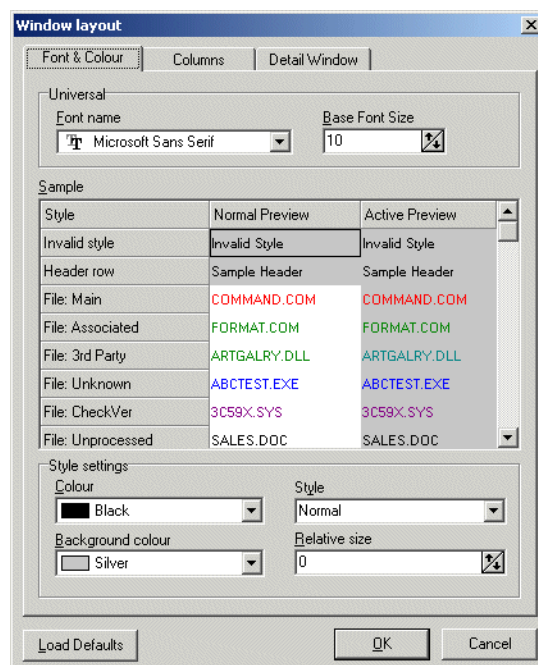 Window layout
Font & Colour Columns Detail Window
Universal
Font name Base Font Size
Microsoft Sans Serif 10
Sample
Style Normal Preview Active Preview
Invalid style Invalid Style Invalid Style
Header row Sample Header Sample Header
File: Main COMMAND.COM COMMAND.COM
File: Associated FORMAT.COM FORMAT.COM
File: 3rd Party ARTGALRY.DLL ARTGALRY.DLL
File: Unknown ABCTEST.EXE ABCTEST.EXE
File: CheckVer 3C59X.SYS 3C59X.SYS
File: Unprocessed SALES.DOC SALES.DOC
Style settings
Colour Style
Black Normal
Background colour Relative size
Silver 0
Load Defaults OK Cancel